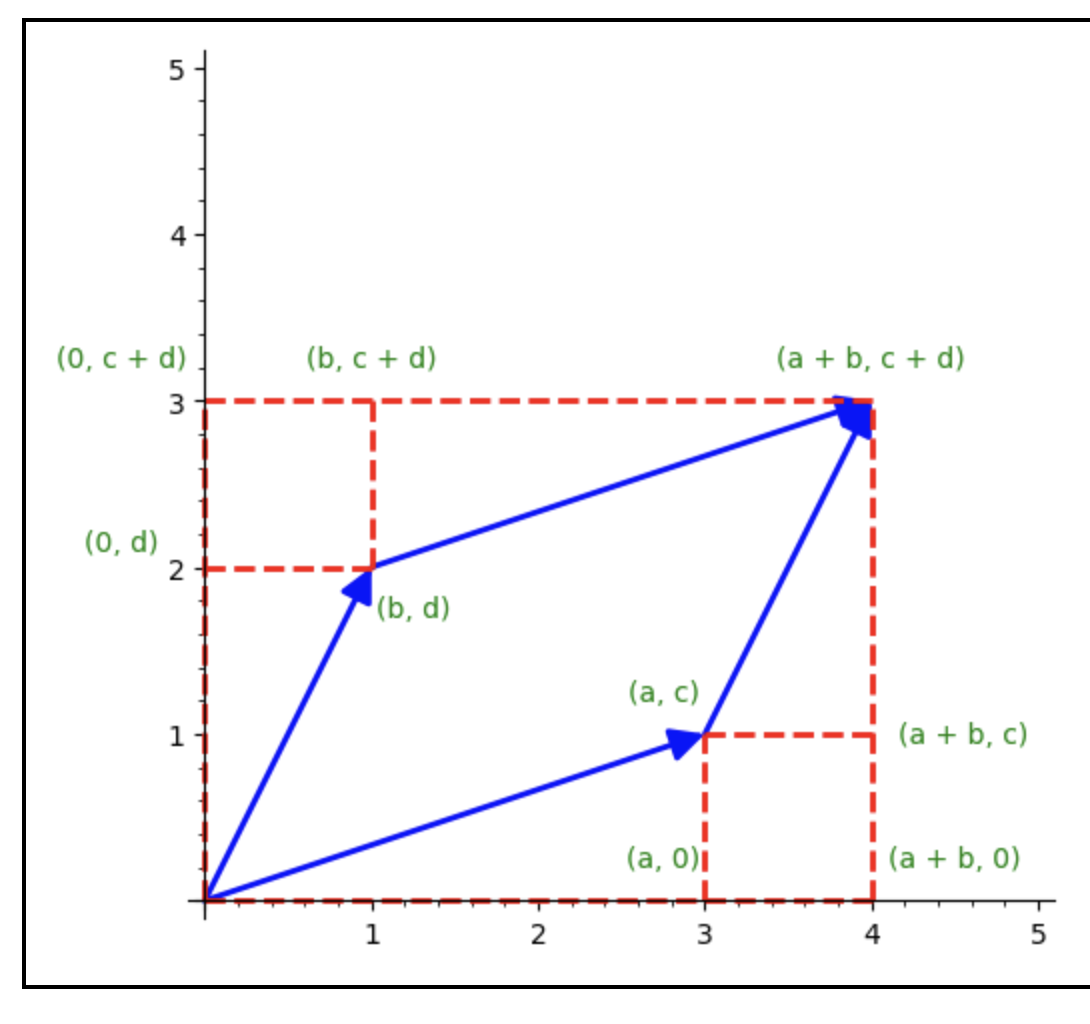 5
4
(0, c + d) (b, c + d) (a + b, c + d)
3
(0, d)
2
(b, d)
(a, c)
1 (a + b, c)
(a, 0) (a + b, 0)
1 2 3 4 5